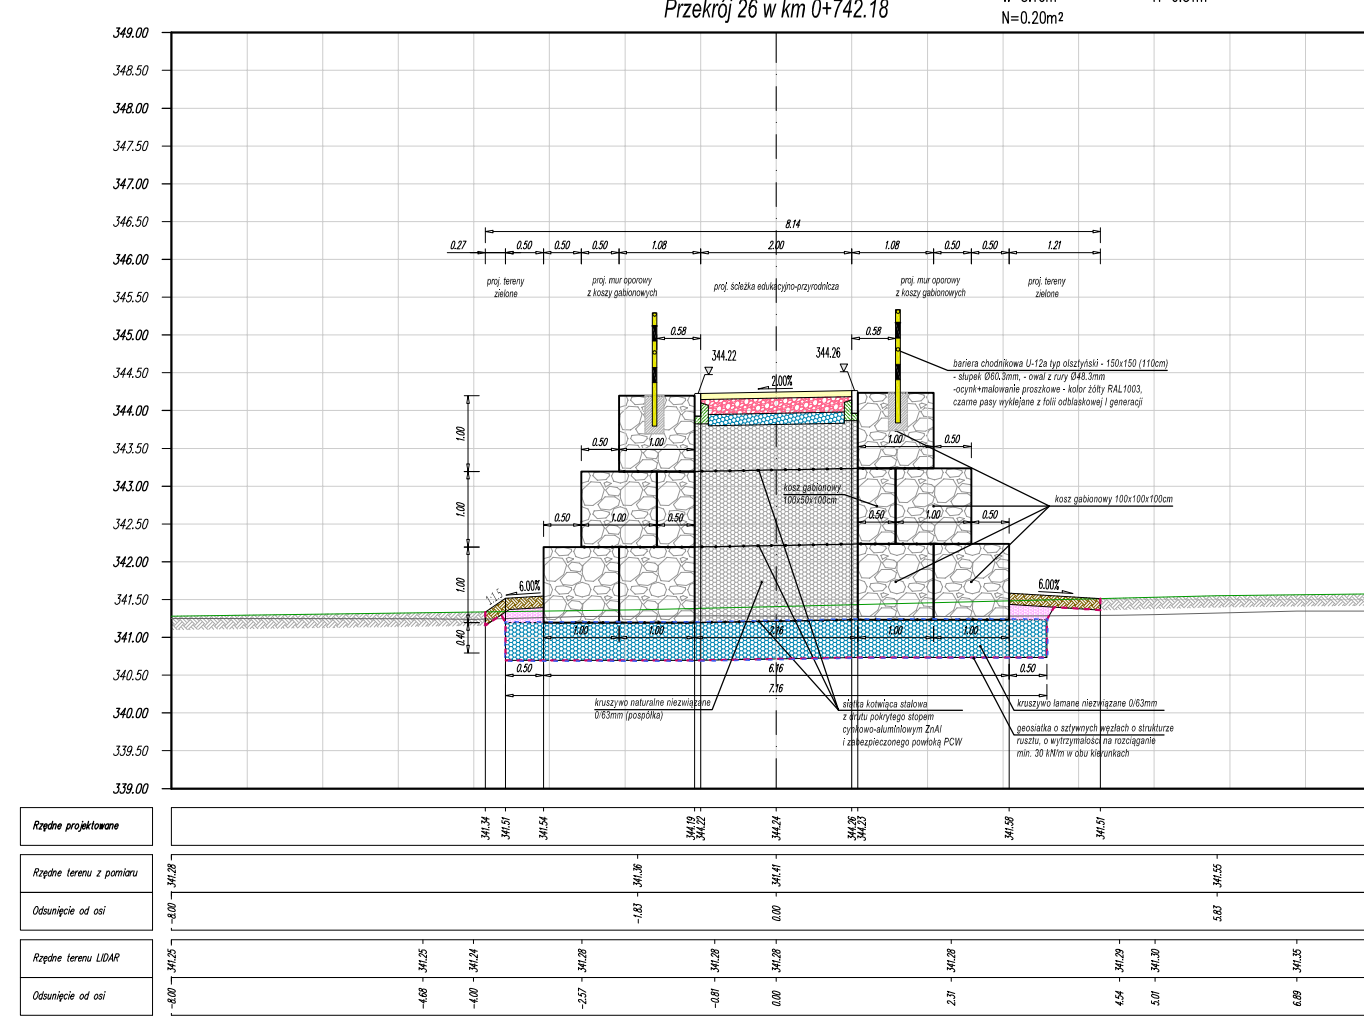 Przekrój 26 w km 0+742.18
N=0.20m²
349.00
348.50
348.00
347.50
347.00
346.50
346.00
345.50
345.00
344.50
344.00
343.50
343.00
342.50
342.00
341.50
341.00
340.50
340.00
339.50
339.00
8.14
0.27 0.50 0.50 0.50 1.08 2.00 1.08 0.50 0.50 1.21
proj. tereny
zielone
proj. mur oporowy
z koszy gabionowych
proj. ścieżka edukacyjno-przyrodnicza
proj. mur oporowy
z koszy gabionowych
proj. tereny
zielone
0.58 0.58
344.22 344.26
2.00%
bariera chodnikowa U-12a typ olsztyński - 150x150 (110cm)
- słupek Ø60.3mm, - owal z rury Ø48.3mm
-ocynk+malowanie proszkowe - kolor żółty RAL1003,
czarne pasy wyklejane z folii odblaskowej I generacji
1.00 0.50 1.00 1.00 0.50
kosz gabionowy
100x50x100cm
kosz gabionowy 100x100x100cm
1.00 0.50 1.00 0.50 0.50 1.00 0.50
1.00 1:1.5 6.00% 6.00%
0.40 1.00 1.00 2.16 1.00 1.00
0.50 6.16 0.50
7.16
kruszywo naturalne niezwiązane
0/63mm (pospółka)
siatka kotwiąca stalowa
z drutu pokrytego stopem
cynkowo-aluminiowym ZnAl
i zabezpieczonego powłoką PCW
kruszywo łamane niezwiązane 0/63mm
geosiatka o sztywnych węzłach o strukturze
rusztu, o wytrzymałości na rozciąganie
min. 30 kN/m w obu kierunkach
Rzędne projektowane 341.34 341.51 341.54 344.19 344.22 344.24 344.26 344.23 341.58 341.51
Rzędne terenu z pomiaru 341.28 341.36 341.41 341.55
Odsunięcie od osi -8.00 -1.83 0.00 5.83
Rzędne terenu LIDAR 341.25 341.25 341.24 341.28 341.28 341.28 341.28 341.29 341.30 341.35
Odsunięcie od osi -8.00 -4.68 -4.00 -2.57 -0.81 0.00 2.31 4.54 5.01 6.89